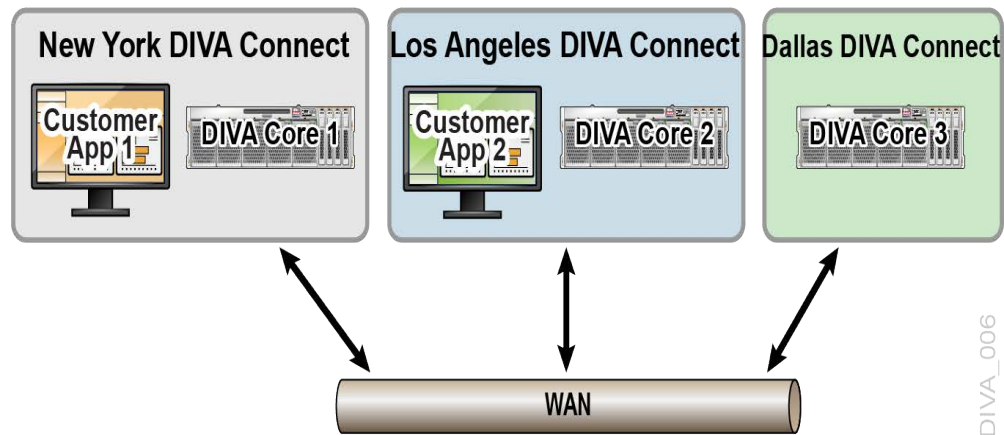 New York DIVA Connect
Customer
App 1
DIVA Core 1
Los Angeles DIVA Connect
Customer
App 2
DIVA Core 2
Dallas DIVA Connect
DIVA Core 3
WAN
DIVA_006